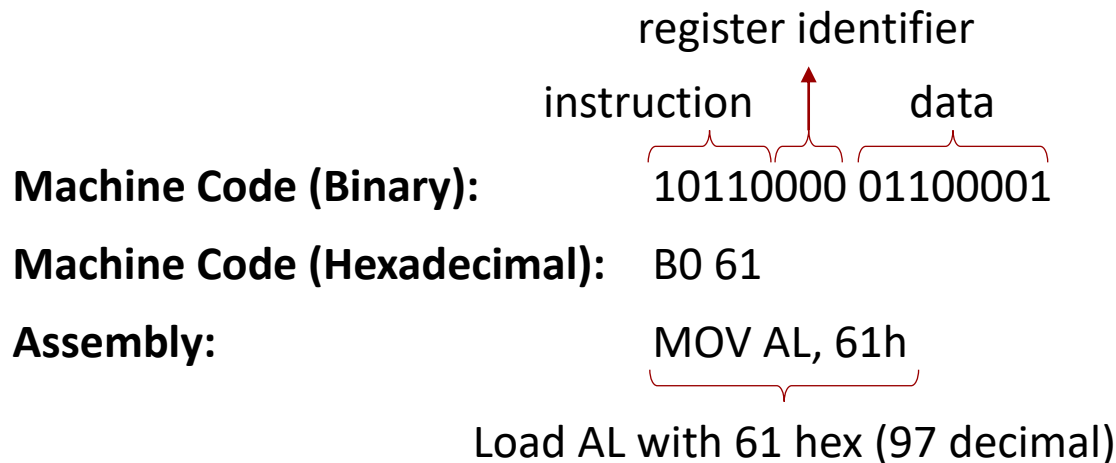 register identifier
instruction data
Machine Code (Binary): 10110000 01100001
Machine Code (Hexadecimal): B0 61
Assembly: MOV AL, 61h
Load AL with 61 hex (97 decimal)